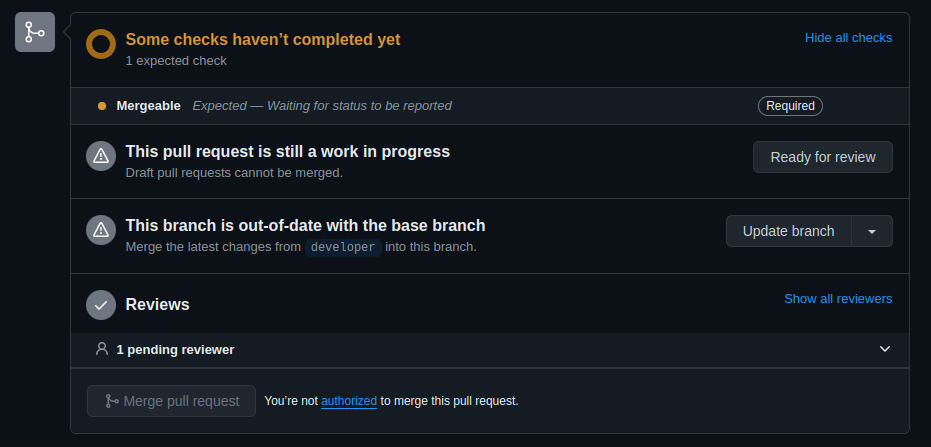 Some checks haven’t completed yet
Hide all checks
1 expected check
Mergeable Expected — Waiting for status to be reported Required
This pull request is still a work in progress
Draft pull requests cannot be merged.
Ready for review
This branch is out-of-date with the base branch
Merge the latest changes from developer into this branch.
Update branch
Reviews
Show all reviewers
1 pending reviewer
Merge pull request You’re not authorized to merge this pull request.